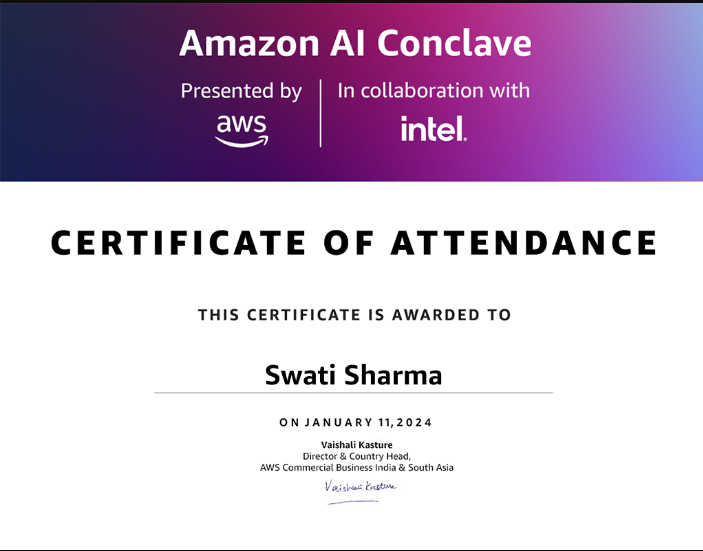 Amazon AI Conclave
Presented by
aws
In collaboration with
intel.
CERTIFICATE OF ATTENDANCE
THIS CERTIFICATE IS AWARDED TO
Swati Sharma
ON JANUARY 11,2024
Vaishali Kasture
Director & Country Head,
AWS Commercial Business India & South Asia
Vaishali Kasture